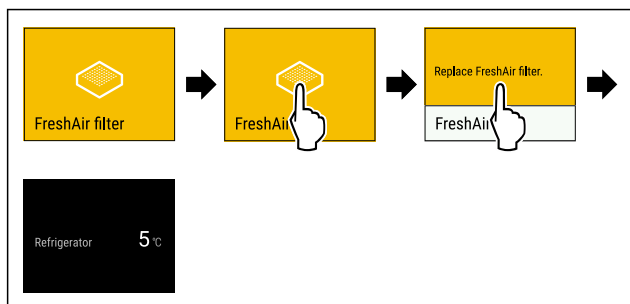 FreshAir filter
FreshAi
Replace FreshAir filter.
FreshAi
Refrigerator 5 °C